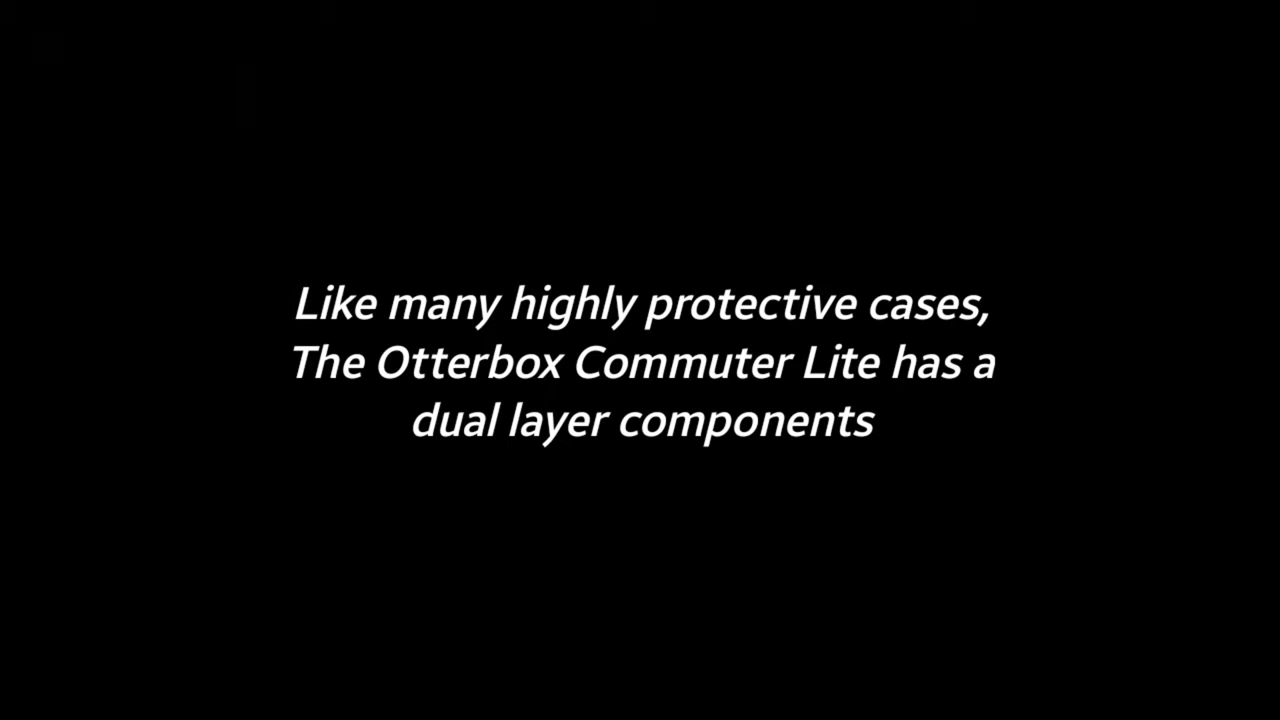 Like many highly protective cases,
The Otterbox Commuter Lite has a
dual layer components